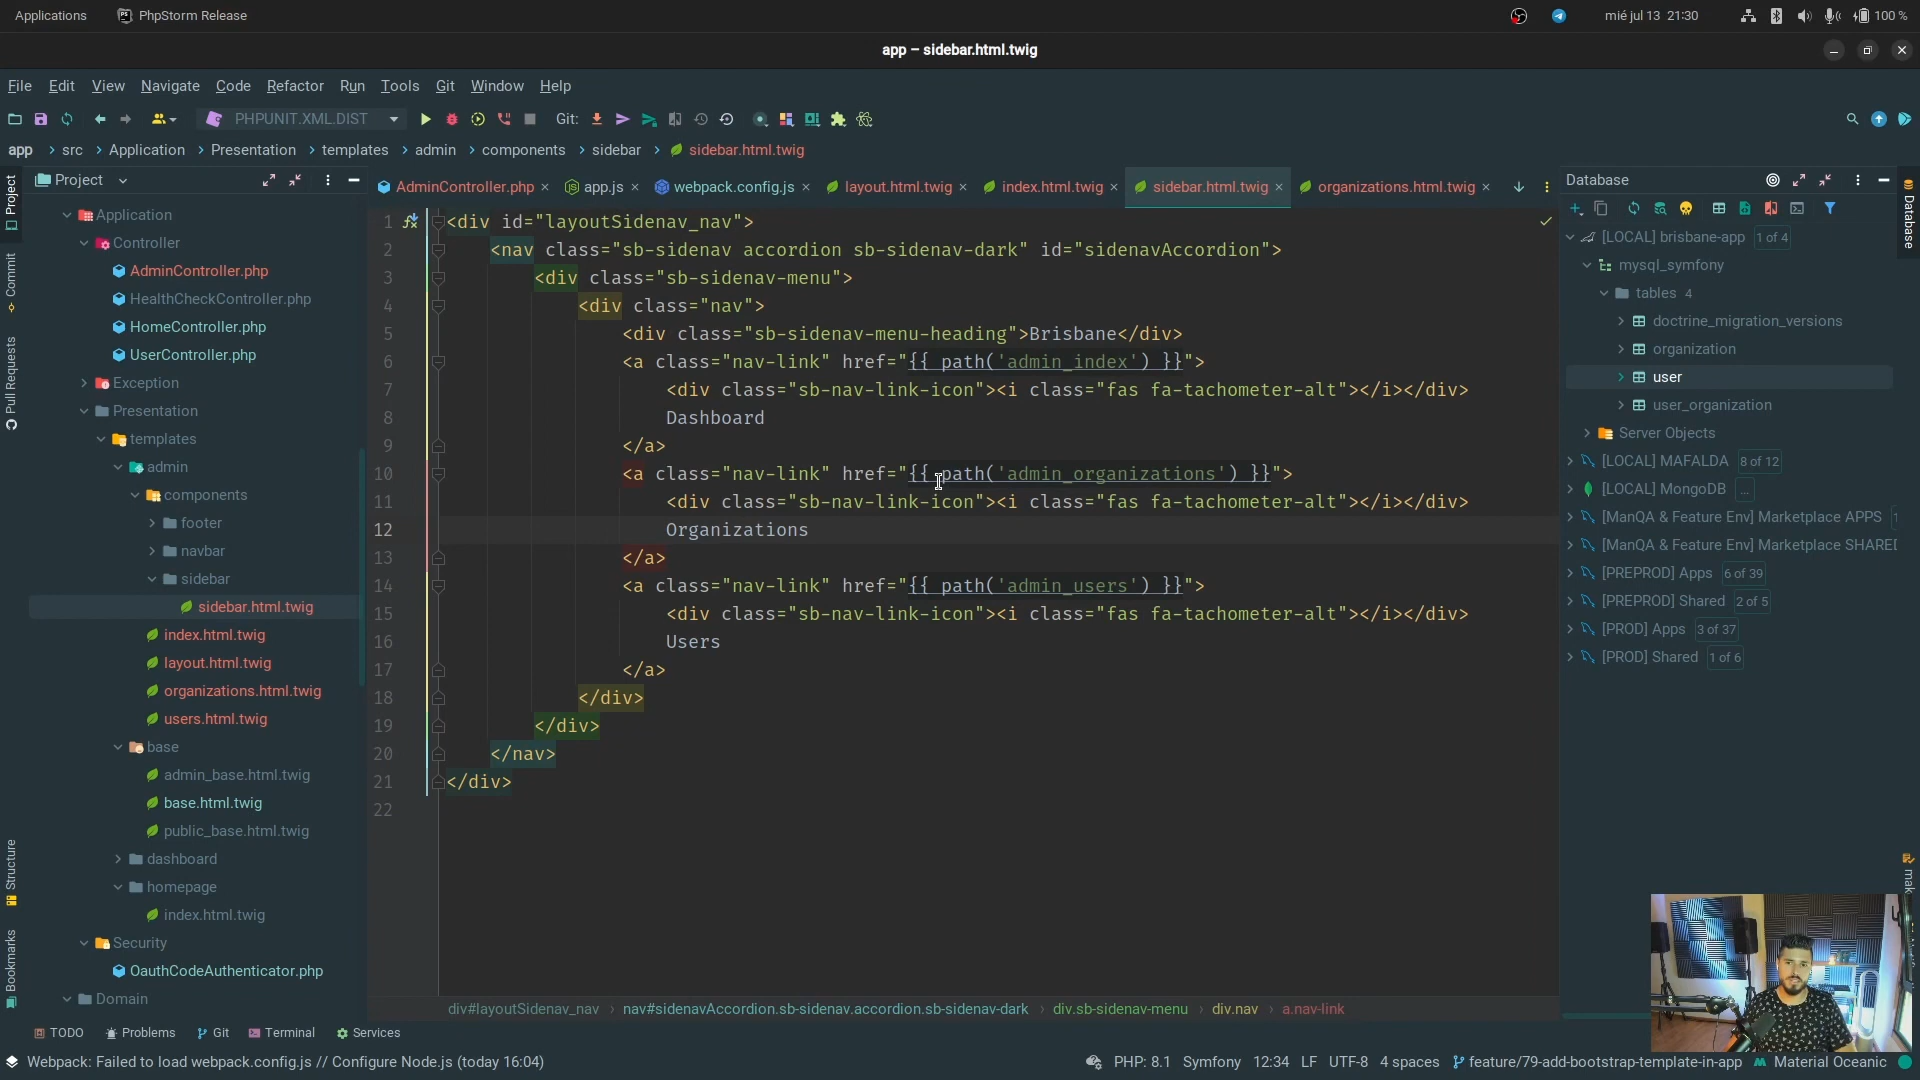 Applications PhpStorm Release mié jul 13 21:30 100 %
app – sidebar.html.twig
File Edit View Navigate Code Refactor Run Tools Git Window Help
PHPUNIT.XML.DIST Git:
app src Application Presentation templates admin components sidebar sidebar.html.twig
Project
AdminController.php app.js webpack.config.js layout.html.twig index.html.twig sidebar.html.twig organizations.html.twig
Database
Project
Commit
Pull Requests
Structure
Bookmarks
Application
Controller
AdminController.php
HealthCheckController.php
HomeController.php
UserController.php
Exception
Presentation
templates
admin
components
footer
navbar
sidebar
sidebar.html.twig
index.html.twig
layout.html.twig
organizations.html.twig
users.html.twig
base
admin_base.html.twig
base.html.twig
public_base.html.twig
dashboard
homepage
index.html.twig
Security
OauthCodeAuthenticator.php
Domain
1 <div id="layoutSidenav_nav">
2 <nav class="sb-sidenav accordion sb-sidenav-dark" id="sidenavAccordion">
3 <div class="sb-sidenav-menu">
4 <div class="nav">
5 <div class="sb-sidenav-menu-heading">Brisbane</div>
6 <a class="nav-link" href="{{ path('admin_index') }}">
7 <div class="sb-nav-link-icon"><i class="fas fa-tachometer-alt"></i></div>
8 Dashboard
9 </a>
10 <a class="nav-link" href="{{ path('admin_organizations') }}">
11 <div class="sb-nav-link-icon"><i class="fas fa-tachometer-alt"></i></div>
12 Organizations
13 </a>
14 <a class="nav-link" href="{{ path('admin_users') }}">
15 <div class="sb-nav-link-icon"><i class="fas fa-tachometer-alt"></i></div>
16 Users
17 </a>
18 </div>
19 </div>
20 </nav>
21 </div>
22
[LOCAL] brisbane-app 1 of 4
mysql_symfony
tables 4
doctrine_migration_versions
organization
user
user_organization
Server Objects
[LOCAL] MAFALDA 8 of 12
[LOCAL] MongoDB ...
[ManQA & Feature Env] Marketplace APPS 1
[ManQA & Feature Env] Marketplace SHARED
[PREPROD] Apps 6 of 39
[PREPROD] Shared 2 of 5
[PROD] Apps 3 of 37
[PROD] Shared 1 of 6
Database
div#layoutSidenav_nav nav#sidenavAccordion.sb-sidenav.accordion.sb-sidenav-dark div.sb-sidenav-menu div.nav a.nav-link
TODO Problems Git Terminal Services
Webpack: Failed to load webpack.config.js // Configure Node.js (today 16:04) PHP: 8.1 Symfony 12:34 LF UTF-8 4 spaces feature/79-add-bootstrap-template-in-app Material Oceanic